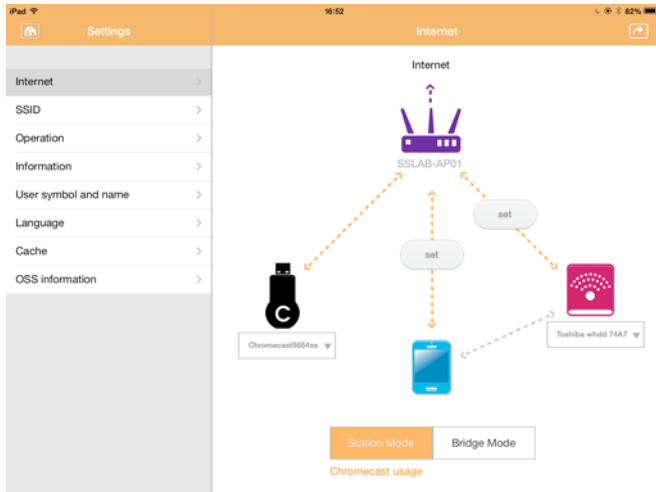 iPad 16:52 82%
Settings
Internet
Internet
SSID
Operation
Information
User symbol and name
Language
Cache
OSS information
Internet
SSLAB-AP01
set
set
C
Chromecast9654ss
Toshiba whdd 74A7
Station Mode
Bridge Mode
Chromecast usage